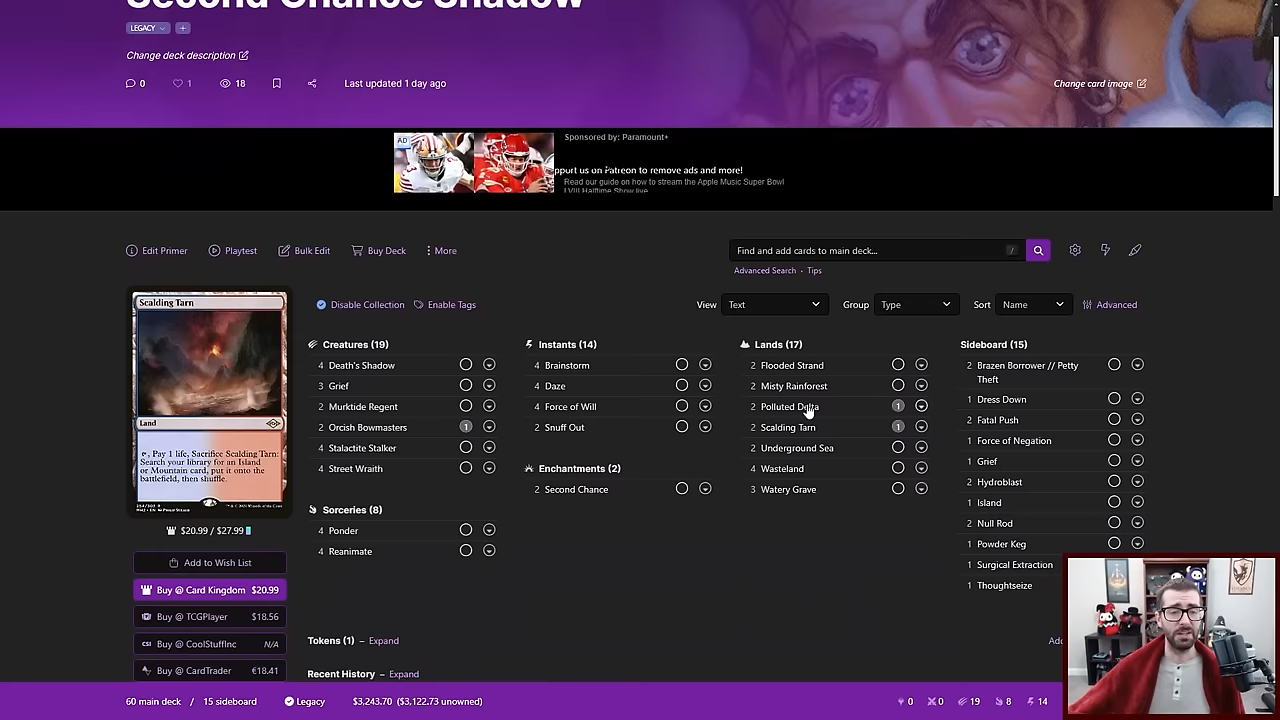 Second Chance Shadow
LEGACY
+
Change deck description
0
1
18
Last updated 1 day ago
Change card image
AD
Sponsored by: Paramount+
pport us on Patreon to remove ads and more!
Read our guide on how to stream the Apple Music Super Bowl
LVIII Halftime Show live
Edit Primer
Playtest
Bulk Edit
Buy Deck
More
Find and add cards to main deck...
/
Advanced Search · Tips
Scalding Tarn
Land
, Pay 1 life, Sacrifice Scalding Tarn:
Search your library for an Island
or Mountain card, put it onto the
battlefield, then shuffle.
$20.99 / $27.99
Add to Wish List
Buy @ Card Kingdom $20.99
Buy @ TCGPlayer $18.56
CSI Buy @ CoolStuffInc N/A
Buy @ CardTrader €18.41
Disable Collection
Enable Tags
View Text
Group Type
Sort Name
Advanced
Creatures (19)
4 Death's Shadow
3 Grief
2 Murktide Regent
2 Orcish Bowmasters 1
4 Stalactite Stalker
4 Street Wraith
Sorceries (8)
4 Ponder
4 Reanimate
Instants (14)
4 Brainstorm
4 Daze
4 Force of Will
2 Snuff Out
Enchantments (2)
2 Second Chance
Lands (17)
2 Flooded Strand
2 Misty Rainforest
2 Polluted Delta 1
2 Scalding Tarn 1
2 Underground Sea
4 Wasteland
3 Watery Grave
Sideboard (15)
2 Brazen Borrower // Petty
Theft
1 Dress Down
2 Fatal Push
1 Force of Negation
1 Grief
2 Hydroblast
1 Island
2 Null Rod
1 Powder Keg
1 Surgical Extraction
1 Thoughtseize
Tokens (1) – Expand
Recent History – Expand
60 main deck / 15 sideboard
Legacy
$3,243.70 ($3,122.73 unowned)
0
0
19
8
14